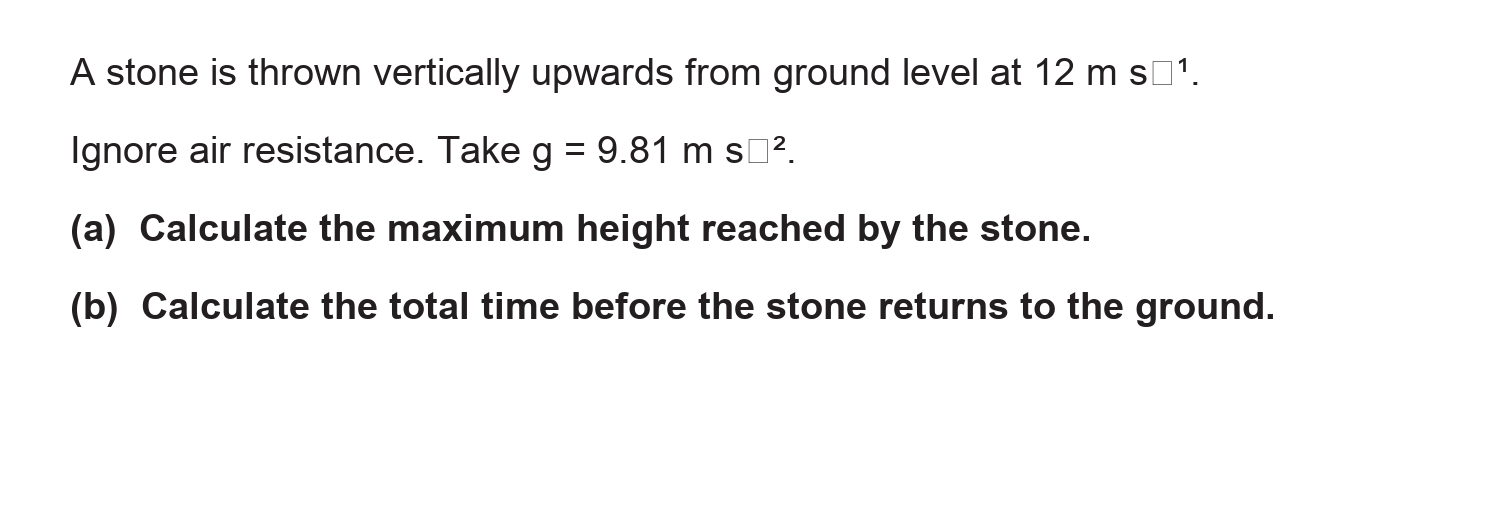 A stone is thrown vertically upwards from ground level at 12 m s□¹.
Ignore air resistance. Take g = 9.81 m s□².
(a) Calculate the maximum height reached by the stone.
(b) Calculate the total time before the stone returns to the ground.